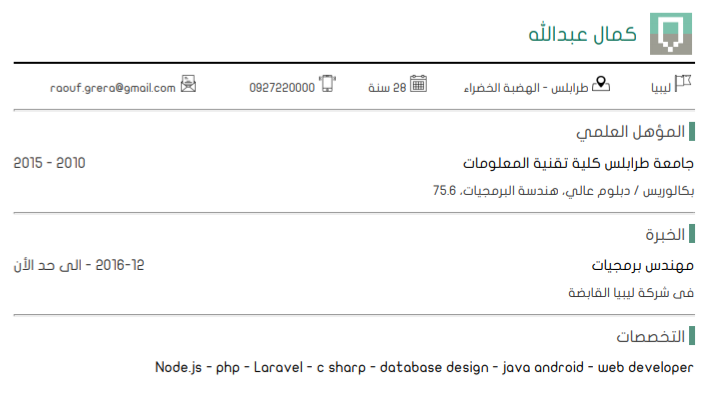 كمال عبدالله
ليبيا طرابلس - الهضبة الخضراء 28 سنة 0927220000 raouf.grera@gmail.com
المؤهل العلمي
جامعة طرابلس كلية تقنية المعلومات 2010 - 2015
بكالوريس / دبلوم عالي، هندسة البرمجيات، 75.6
الخبرة
مهندس برمجيات 2016-12 - الى حد الأن
في شركة ليبيا القابضة
التخصصات
Node.js - php - Laravel - c sharp - database design - java android - web developer